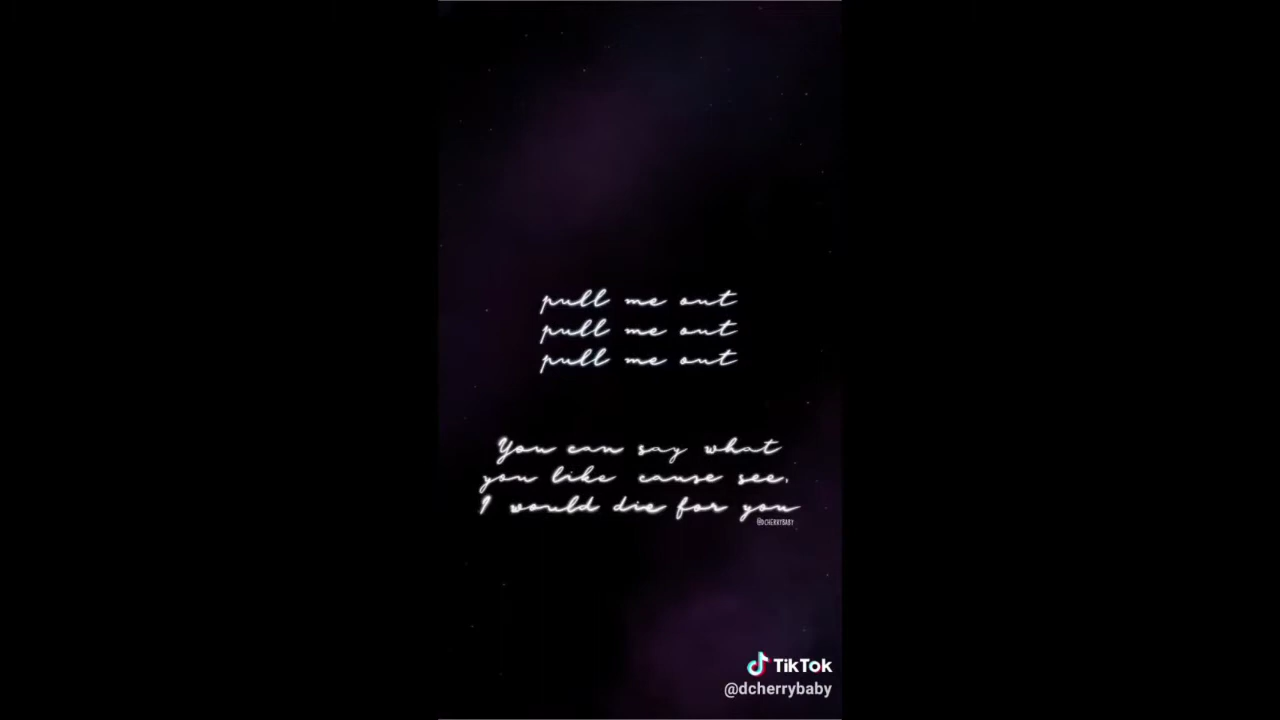 pull me out
pull me out
pull me out
You can say what
you like cause see,
I would die for you
@DCHERRYBABY
TikTok
@dcherrybaby